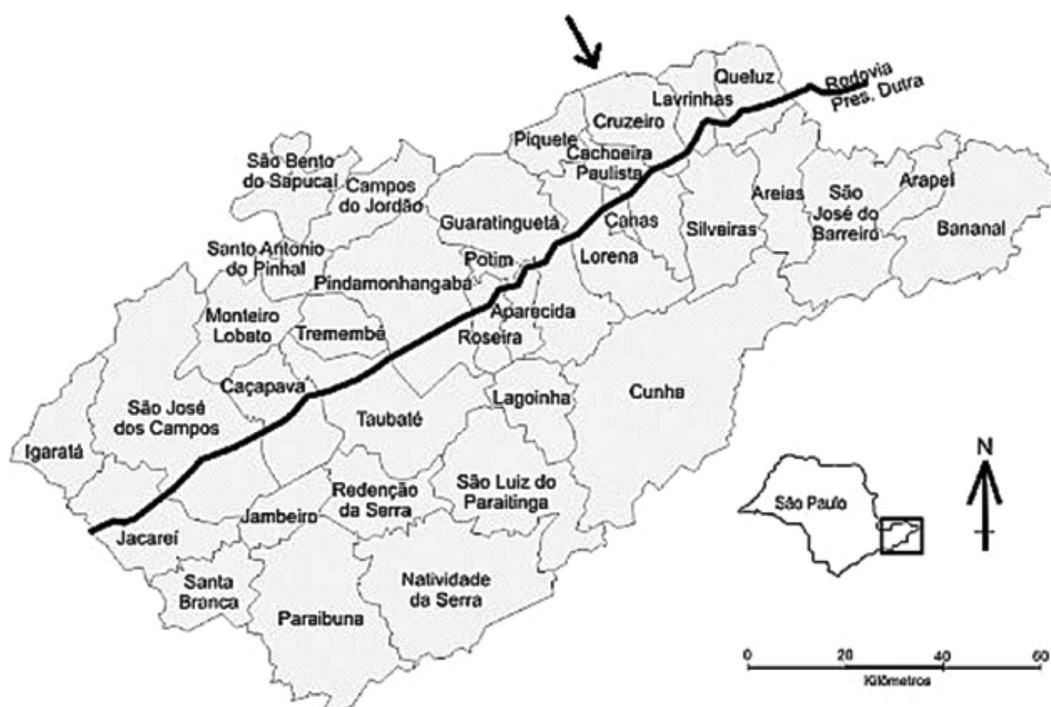 Queluz
Rodovia
Pres. Dutra
Lavrinhas
Cruzeiro
Piquete
Cachoeira
Paulista
São Bento
do Sapucaí
Campos
do Jordão
Guaratinguetá
Canas
Lorena
Silveiras
Areias
São
José do
Barreiro
Arapeí
Bananal
Santo Antonio
do Pinhal
Potim
Pindamonhangaba
Aparecida
Roseira
Monteiro
Lobato
Tremembé
Caçapava
Lagoinha
Cunha
São José
dos Campos
Taubaté
Igaratá
Redenção
da Serra
São Luiz do
Paraitinga
Jambeiro
Jacareí
Santa
Branca
Paraibuna
Natividade
da Serra
São Paulo
N
0 20 40 60
Kilômetros